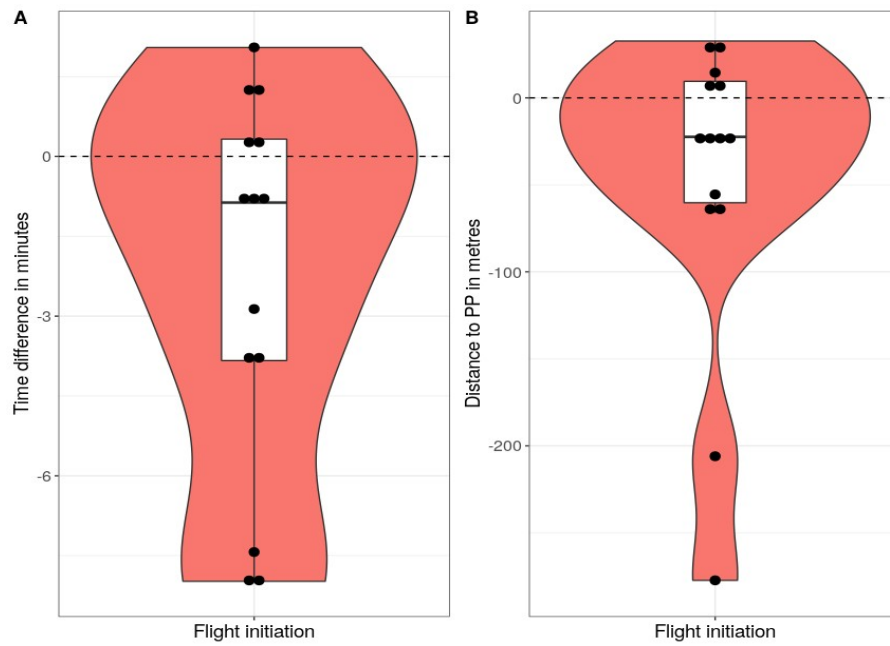 A
Time difference in minutes
0
-3
-6
Flight initiation
B
Distance to PP in metres
0
-100
-200
Flight initiation